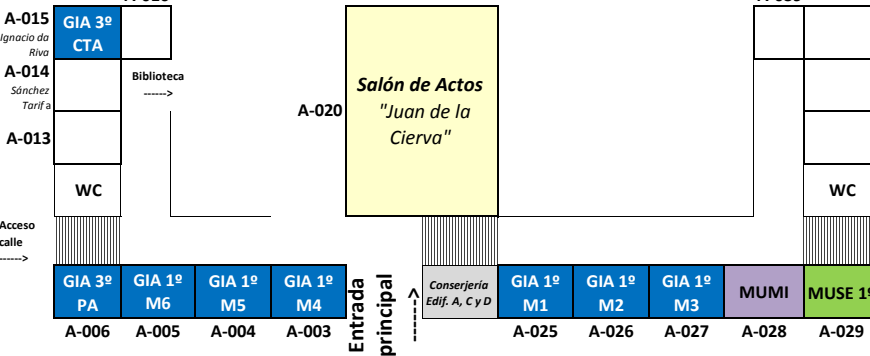 A-015
Ignacio da
Riva
GIA 3º
CTA
A-014
Sánchez
Tarifa
Biblioteca
------>
A-013
WC
A-020
Salón de Actos
"Juan de la
Cierva"
WC
Acceso
calle
------>
GIA 3º
PA
GIA 1º
M6
GIA 1º
M5
GIA 1º
M4
Entrada
principal
------->
Conserjería
Edif. A, C y D
GIA 1º
M1
GIA 1º
M2
GIA 1º
M3
MUMI
MUSE 1º
A-006
A-005
A-004
A-003
A-025
A-026
A-027
A-028
A-029